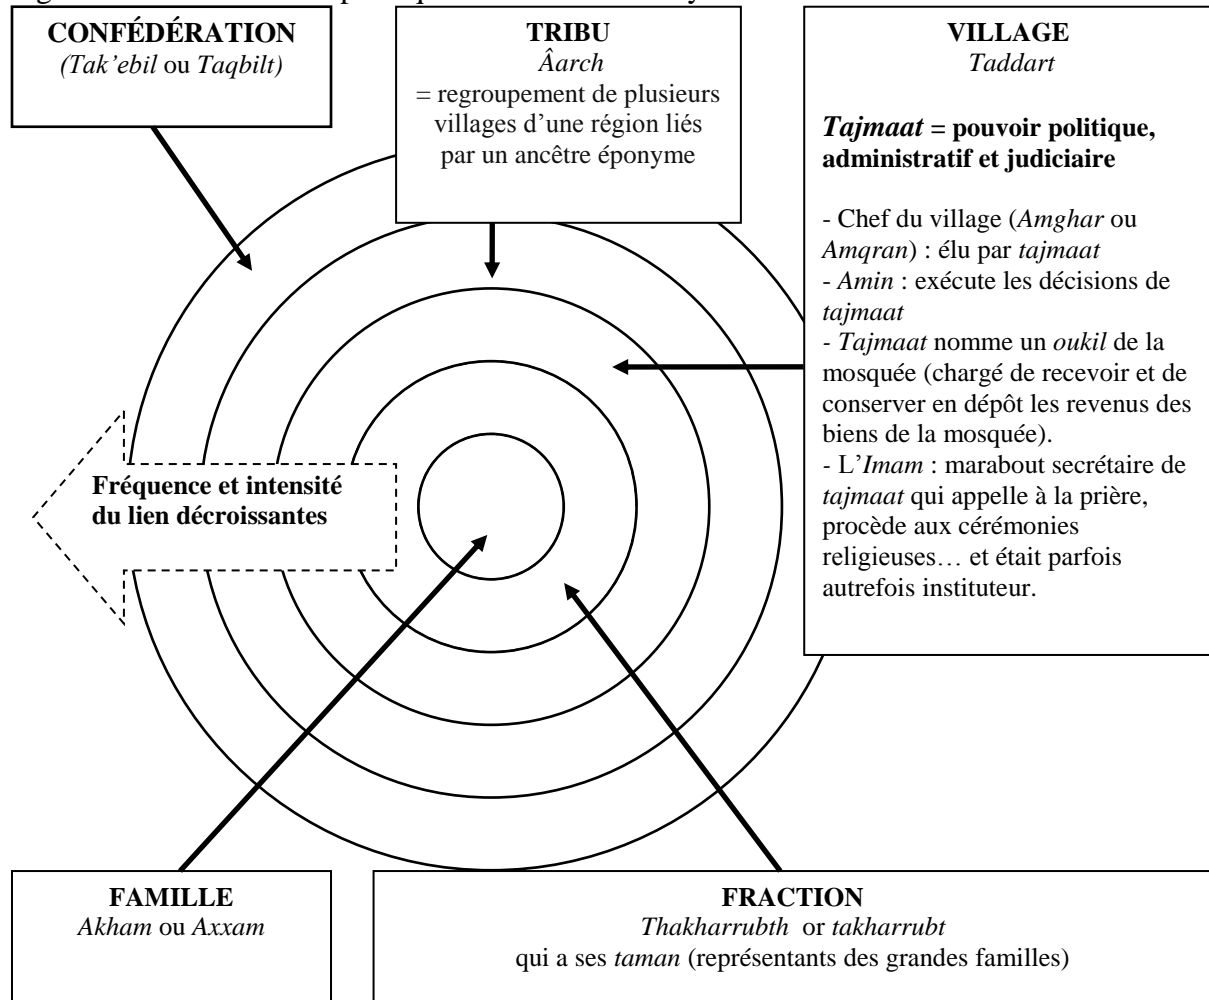 CONFÉDÉRATION
(Tak’ebil ou Taqbilt)
TRIBU
Âarch
= regroupement de plusieurs
villages d’une région liés
par un ancêtre éponyme
VILLAGE
Taddart
Tajmaat = pouvoir politique,
administratif et judiciaire
- Chef du village (Amghar ou
Amqran) : élu par tajmaat
- Amin : exécute les décisions de
tajmaat
- Tajmaat nomme un oukil de la
mosquée (chargé de recevoir et de
conserver en dépôt les revenus des
biens de la mosquée).
- L’Imam : marabout secrétaire de
tajmaat qui appelle à la prière,
procède aux cérémonies
religieuses… et était parfois
autrefois instituteur.
Fréquence et intensité
du lien décroissantes
FAMILLE
Akham ou Axxam
FRACTION
Thakharrubth or takharrubt
qui a ses taman (représentants des grandes familles)